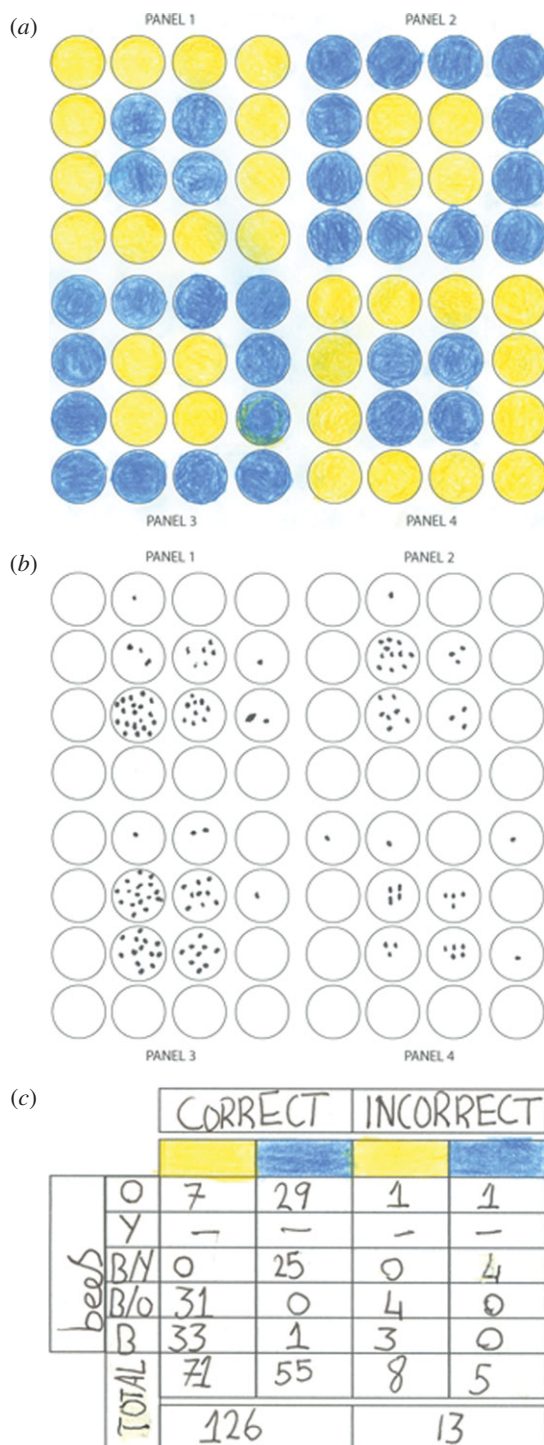 (a)
PANEL 1 PANEL 2
PANEL 3 PANEL 4
(b)
PANEL 1 PANEL 2
PANEL 3 PANEL 4
(c)
CORRECT INCORRECT
bees
O 7 29 1 1
Y — — — —
B/Y 0 25 0 4
B/O 31 0 4 0
B 33 1 3 0
TOTAL 71 55 8 5
126 13